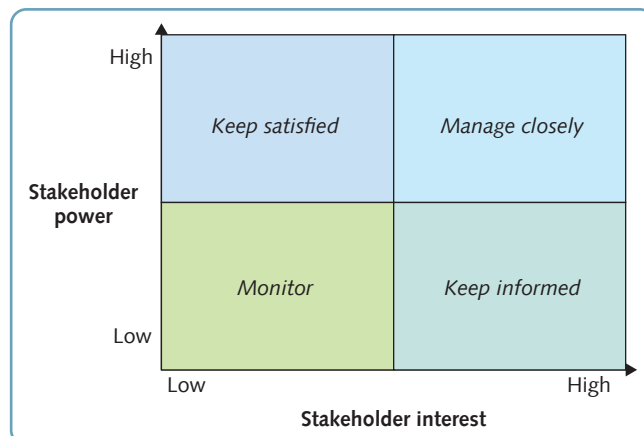 High
Keep satisfied
Manage closely
Stakeholder
power
Monitor
Keep informed
Low
Low
High
Stakeholder interest